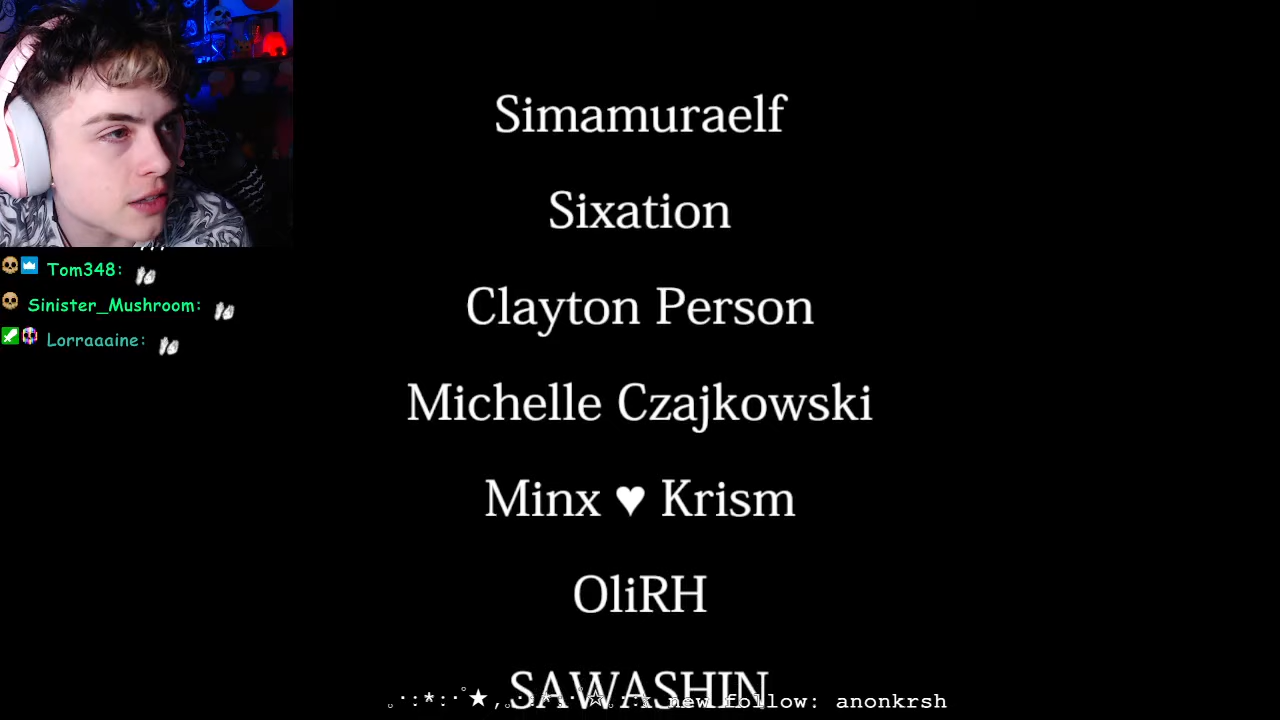 Simamuraelf
Sixation
Clayton Person
Michelle Czajkowski
Minx ♥ Krism
OliRH
SAWASHIN
Tom348:
Sinister_Mushroom:
Lorraaaine:
new follow: anonkrsh